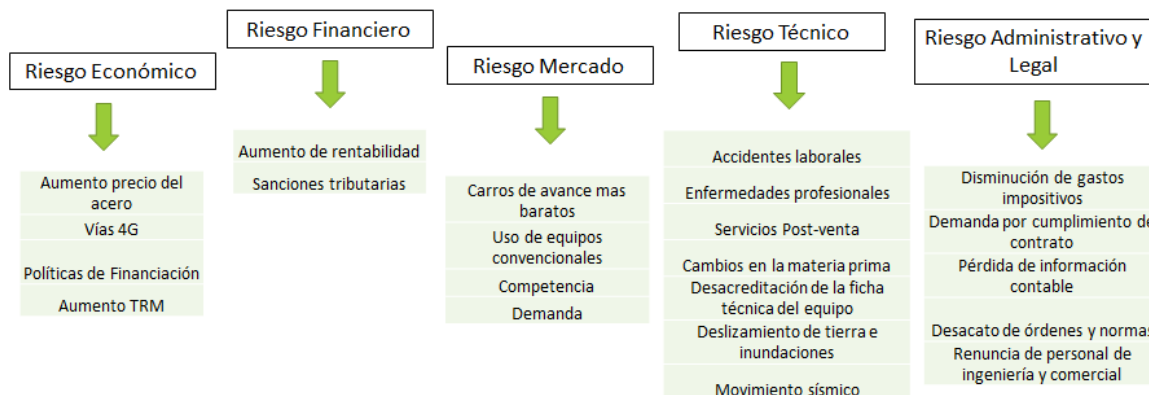 Riesgo Económico
Aumento precio del
acero
Vías 4G
Políticas de Financiación
Aumento TRM
Riesgo Financiero
Aumento de rentabilidad
Sanciones tributarias
Riesgo Mercado
Carros de avance mas
baratos
Uso de equipos
convencionales
Competencia
Demanda
Riesgo Técnico
Accidentes laborales
Enfermedades profesionales
Servicios Post-venta
Cambios en la materia prima
Desacreditación de la ficha
técnica del equipo
Deslizamiento de tierra e
inundaciones
Movimiento sísmico
Riesgo Administrativo y
Legal
Disminución de gastos
impositivos
Demanda por cumplimiento de
contrato
Pérdida de información
contable
Desacato de órdenes y normas
Renuncia de personal de
ingeniería y comercial